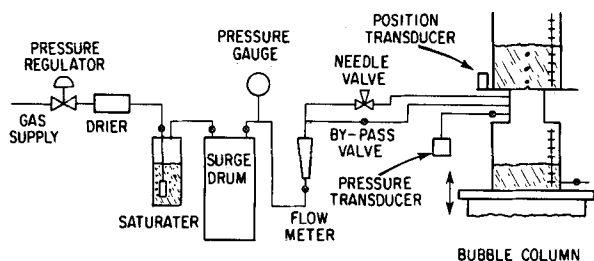 POSITION
TRANSDUCER
PRESSURE
GAUGE
PRESSURE
REGULATOR
NEEDLE
VALVE
GAS
SUPPLY
DRIER
BY-PASS
VALVE
SURGE
DRUM
SATURATER
FLOW
METER
PRESSURE
TRANSDUCER
BUBBLE COLUMN